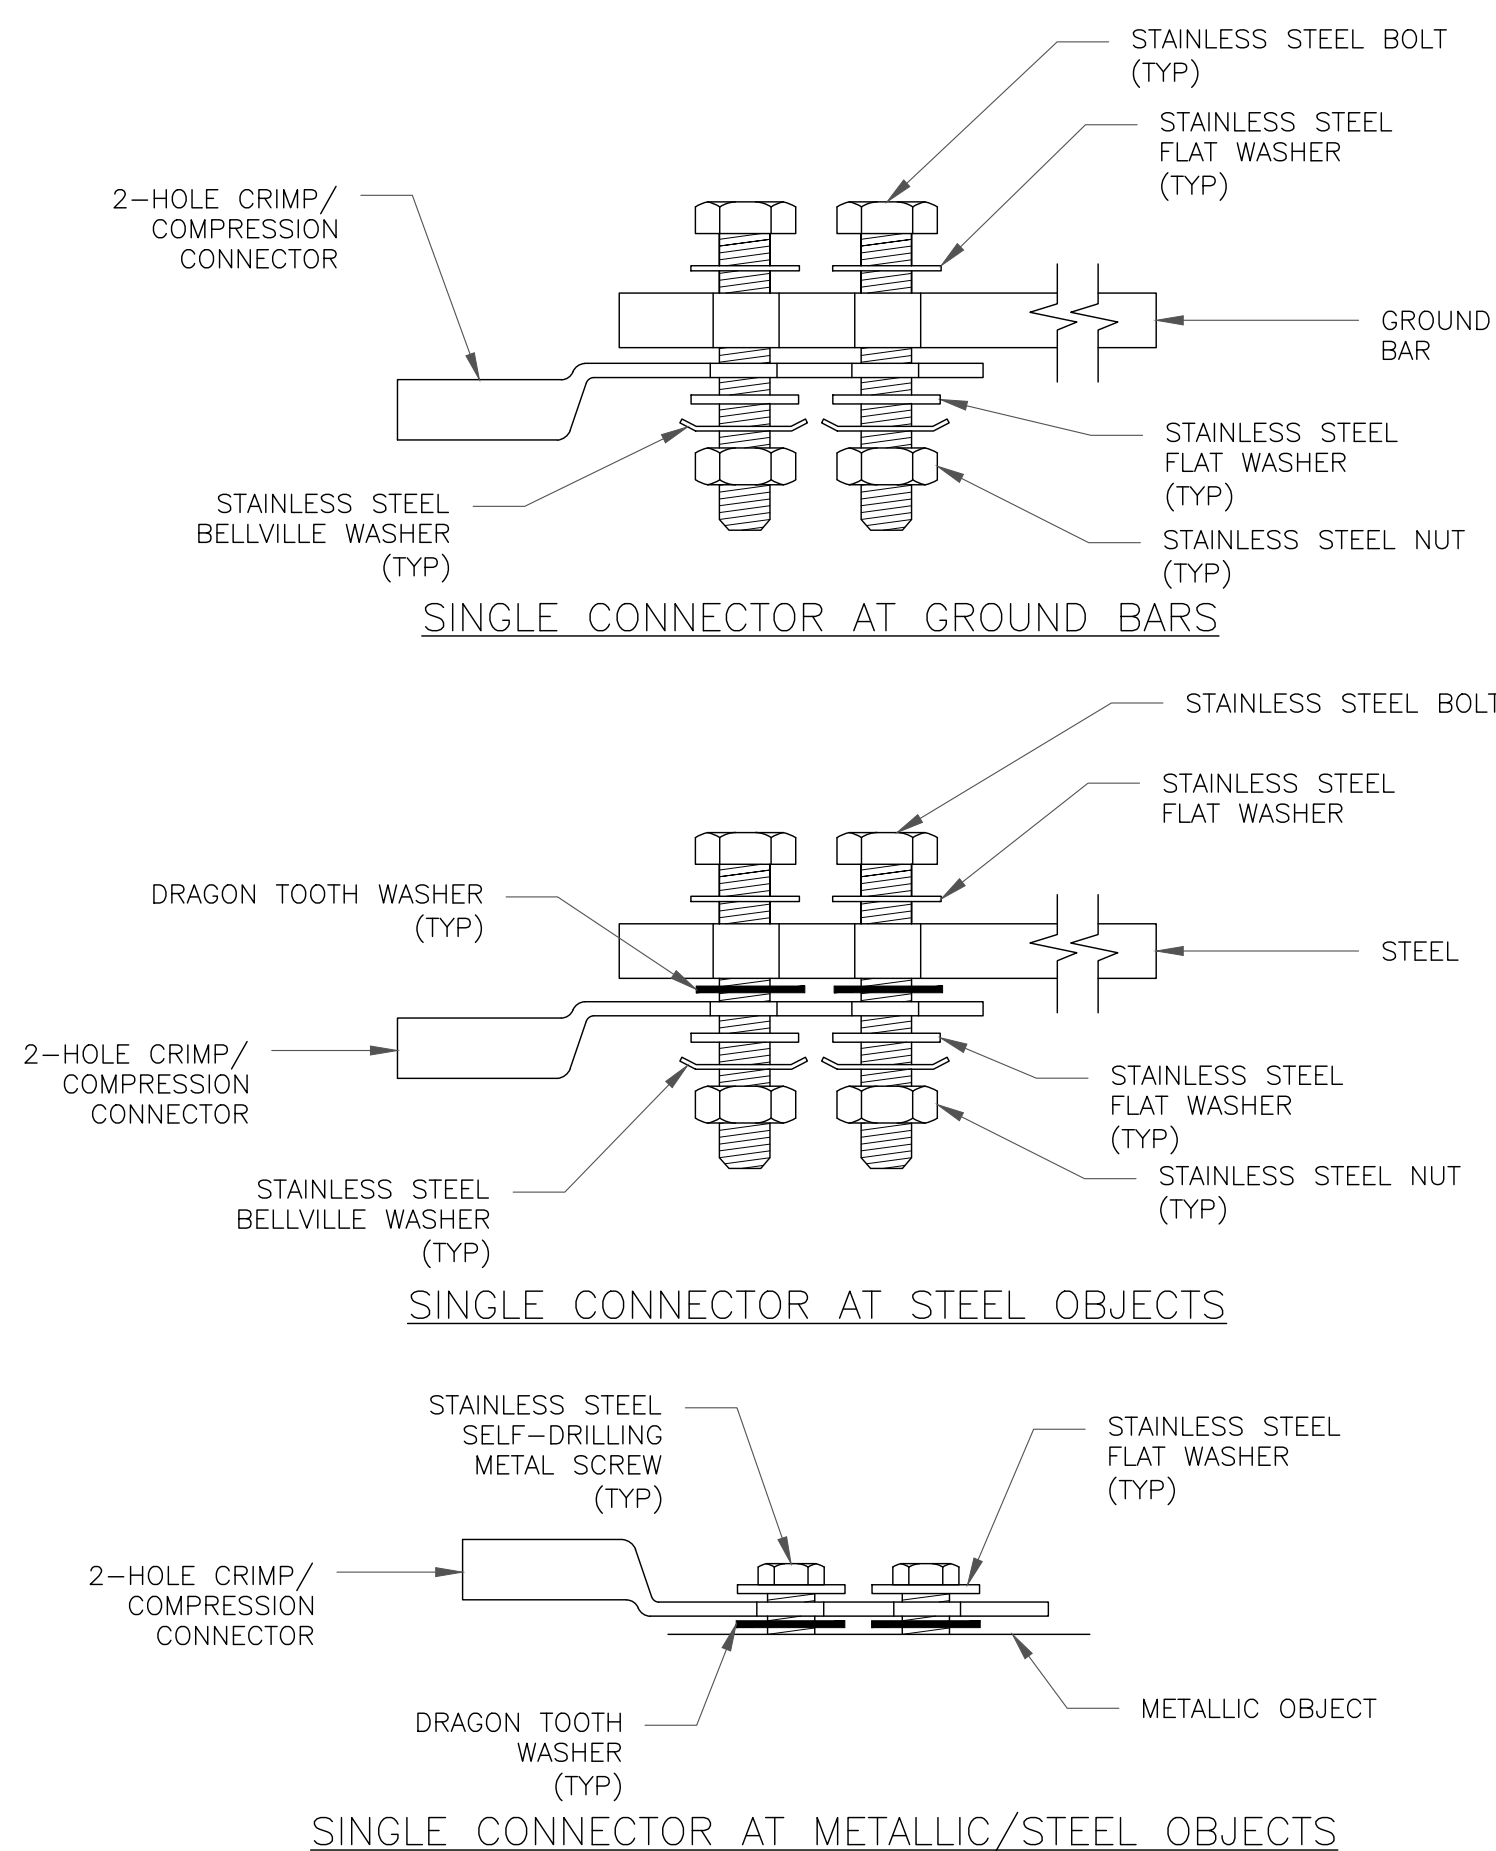 STAINLESS STEEL BOLT
(TYP)
STAINLESS STEEL
FLAT WASHER
(TYP)
2-HOLE CRIMP/
COMPRESSION
CONNECTOR
GROUND
BAR
STAINLESS STEEL
FLAT WASHER
(TYP)
STAINLESS STEEL
BELLVILLE WASHER
(TYP)
STAINLESS STEEL NUT
(TYP)
SINGLE CONNECTOR AT GROUND BARS
STAINLESS STEEL BOLT
STAINLESS STEEL
FLAT WASHER
DRAGON TOOTH WASHER
(TYP)
STEEL
2-HOLE CRIMP/
COMPRESSION
CONNECTOR
STAINLESS STEEL
FLAT WASHER
(TYP)
STAINLESS STEEL NUT
(TYP)
STAINLESS STEEL
BELLVILLE WASHER
(TYP)
SINGLE CONNECTOR AT STEEL OBJECTS
STAINLESS STEEL
SELF-DRILLING
METAL SCREW
(TYP)
STAINLESS STEEL
FLAT WASHER
(TYP)
2-HOLE CRIMP/
COMPRESSION
CONNECTOR
METALLIC OBJECT
DRAGON TOOTH
WASHER
(TYP)
SINGLE CONNECTOR AT METALLIC/STEEL OBJECTS